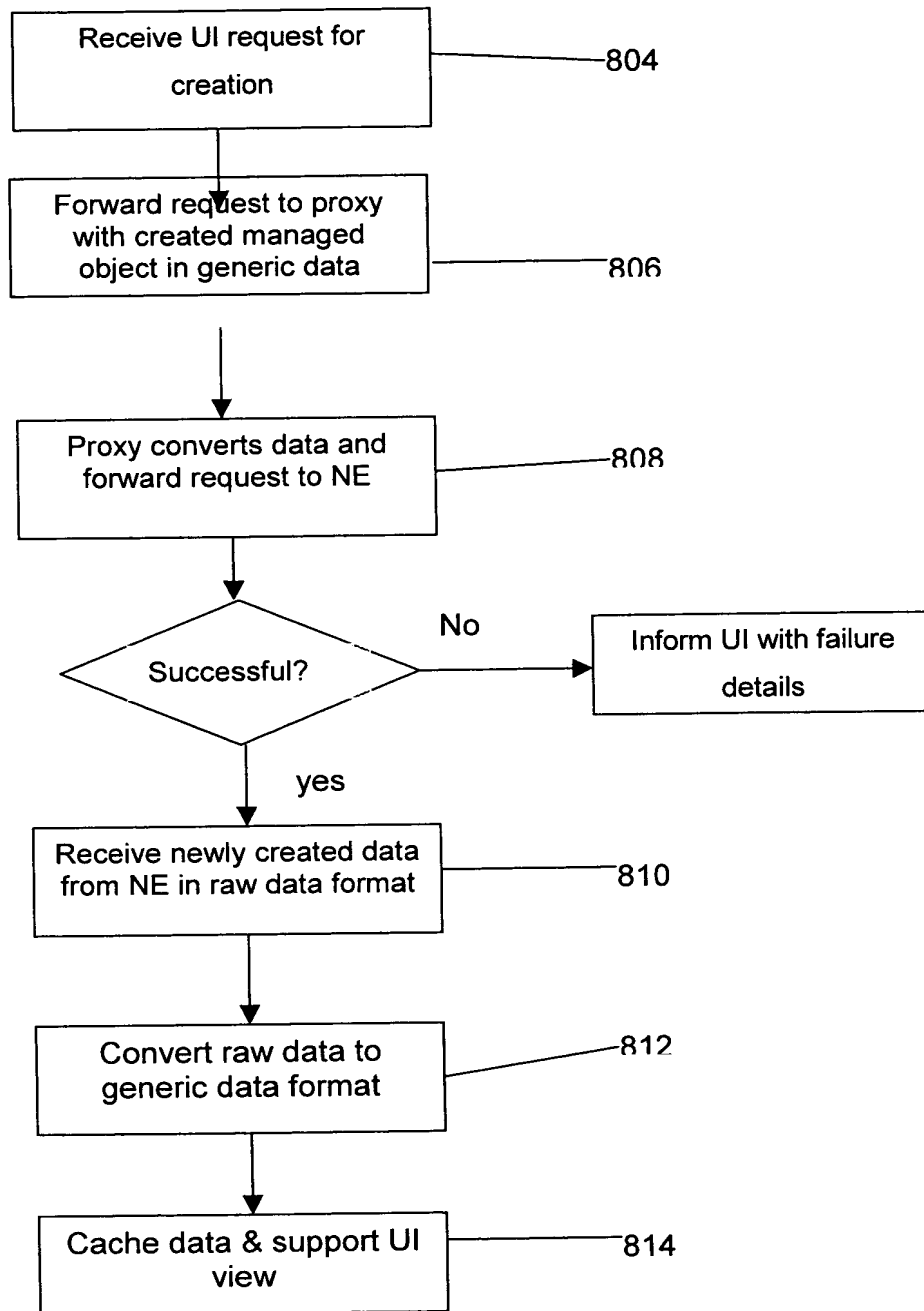 Receive UI request for
creation
804
Forward request to proxy
with created managed
object in generic data
806
Proxy converts data and
forward request to NE
808
Successful?
No
Inform UI with failure
details
yes
Receive newly created data
from NE in raw data format
810
Convert raw data to
generic data format
812
Cache data & support UI
view
814